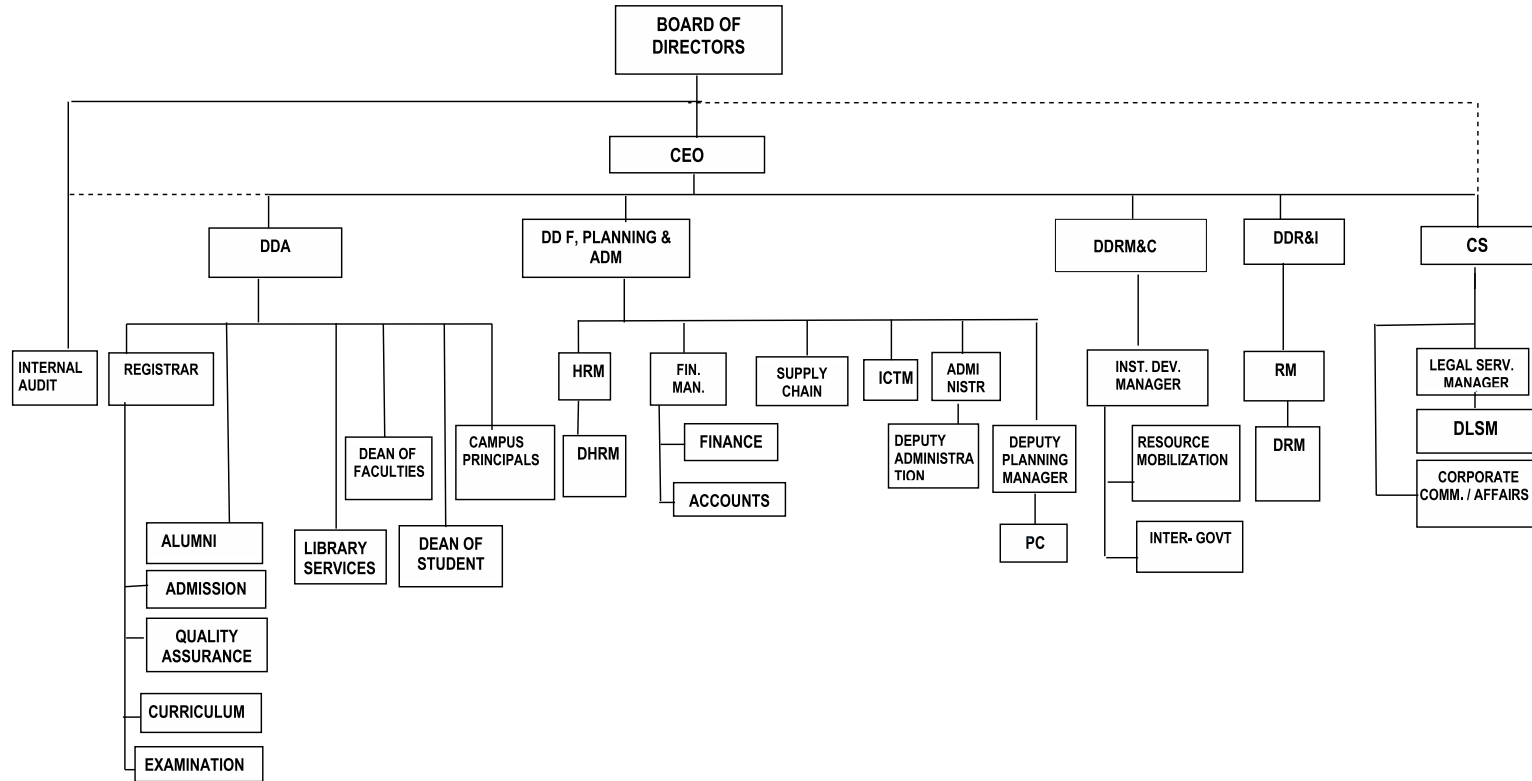 BOARD OF
DIRECTORS
CEO
DDA
DD F, PLANNING &
ADM
DDRM&C
DDR&I
CS
INTERNAL
AUDIT
REGISTRAR
HRM
FIN.
MAN.
SUPPLY
CHAIN
ICTM
ADMI
NISTR
INST. DEV.
MANAGER
RM
LEGAL SERV.
MANAGER
DEAN OF
FACULTIES
CAMPUS
PRINCIPALS
DHRM
FINANCE
ACCOUNTS
DEPUTY
ADMINISTRA
TION
DEPUTY
PLANNING
MANAGER
RESOURCE
MOBILIZATION
DRM
DLSM
CORPORATE
COMM. / AFFAIRS
ALUMNI
LIBRARY
SERVICES
DEAN OF
STUDENT
PC
INTER- GOVT
ADMISSION
QUALITY
ASSURANCE
CURRICULUM
EXAMINATION